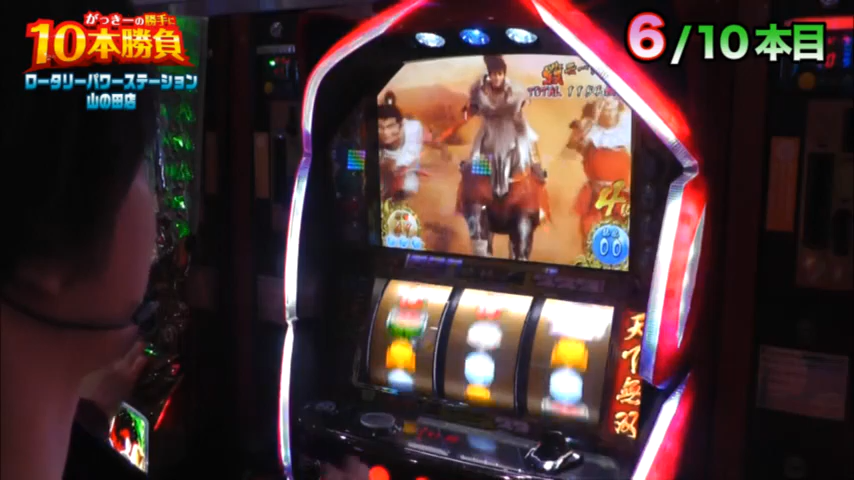 がっきーの勝手に
10本勝負
ロータリーパワーステーション
山の田店
6/10本目
TOTAL
00
天下無双